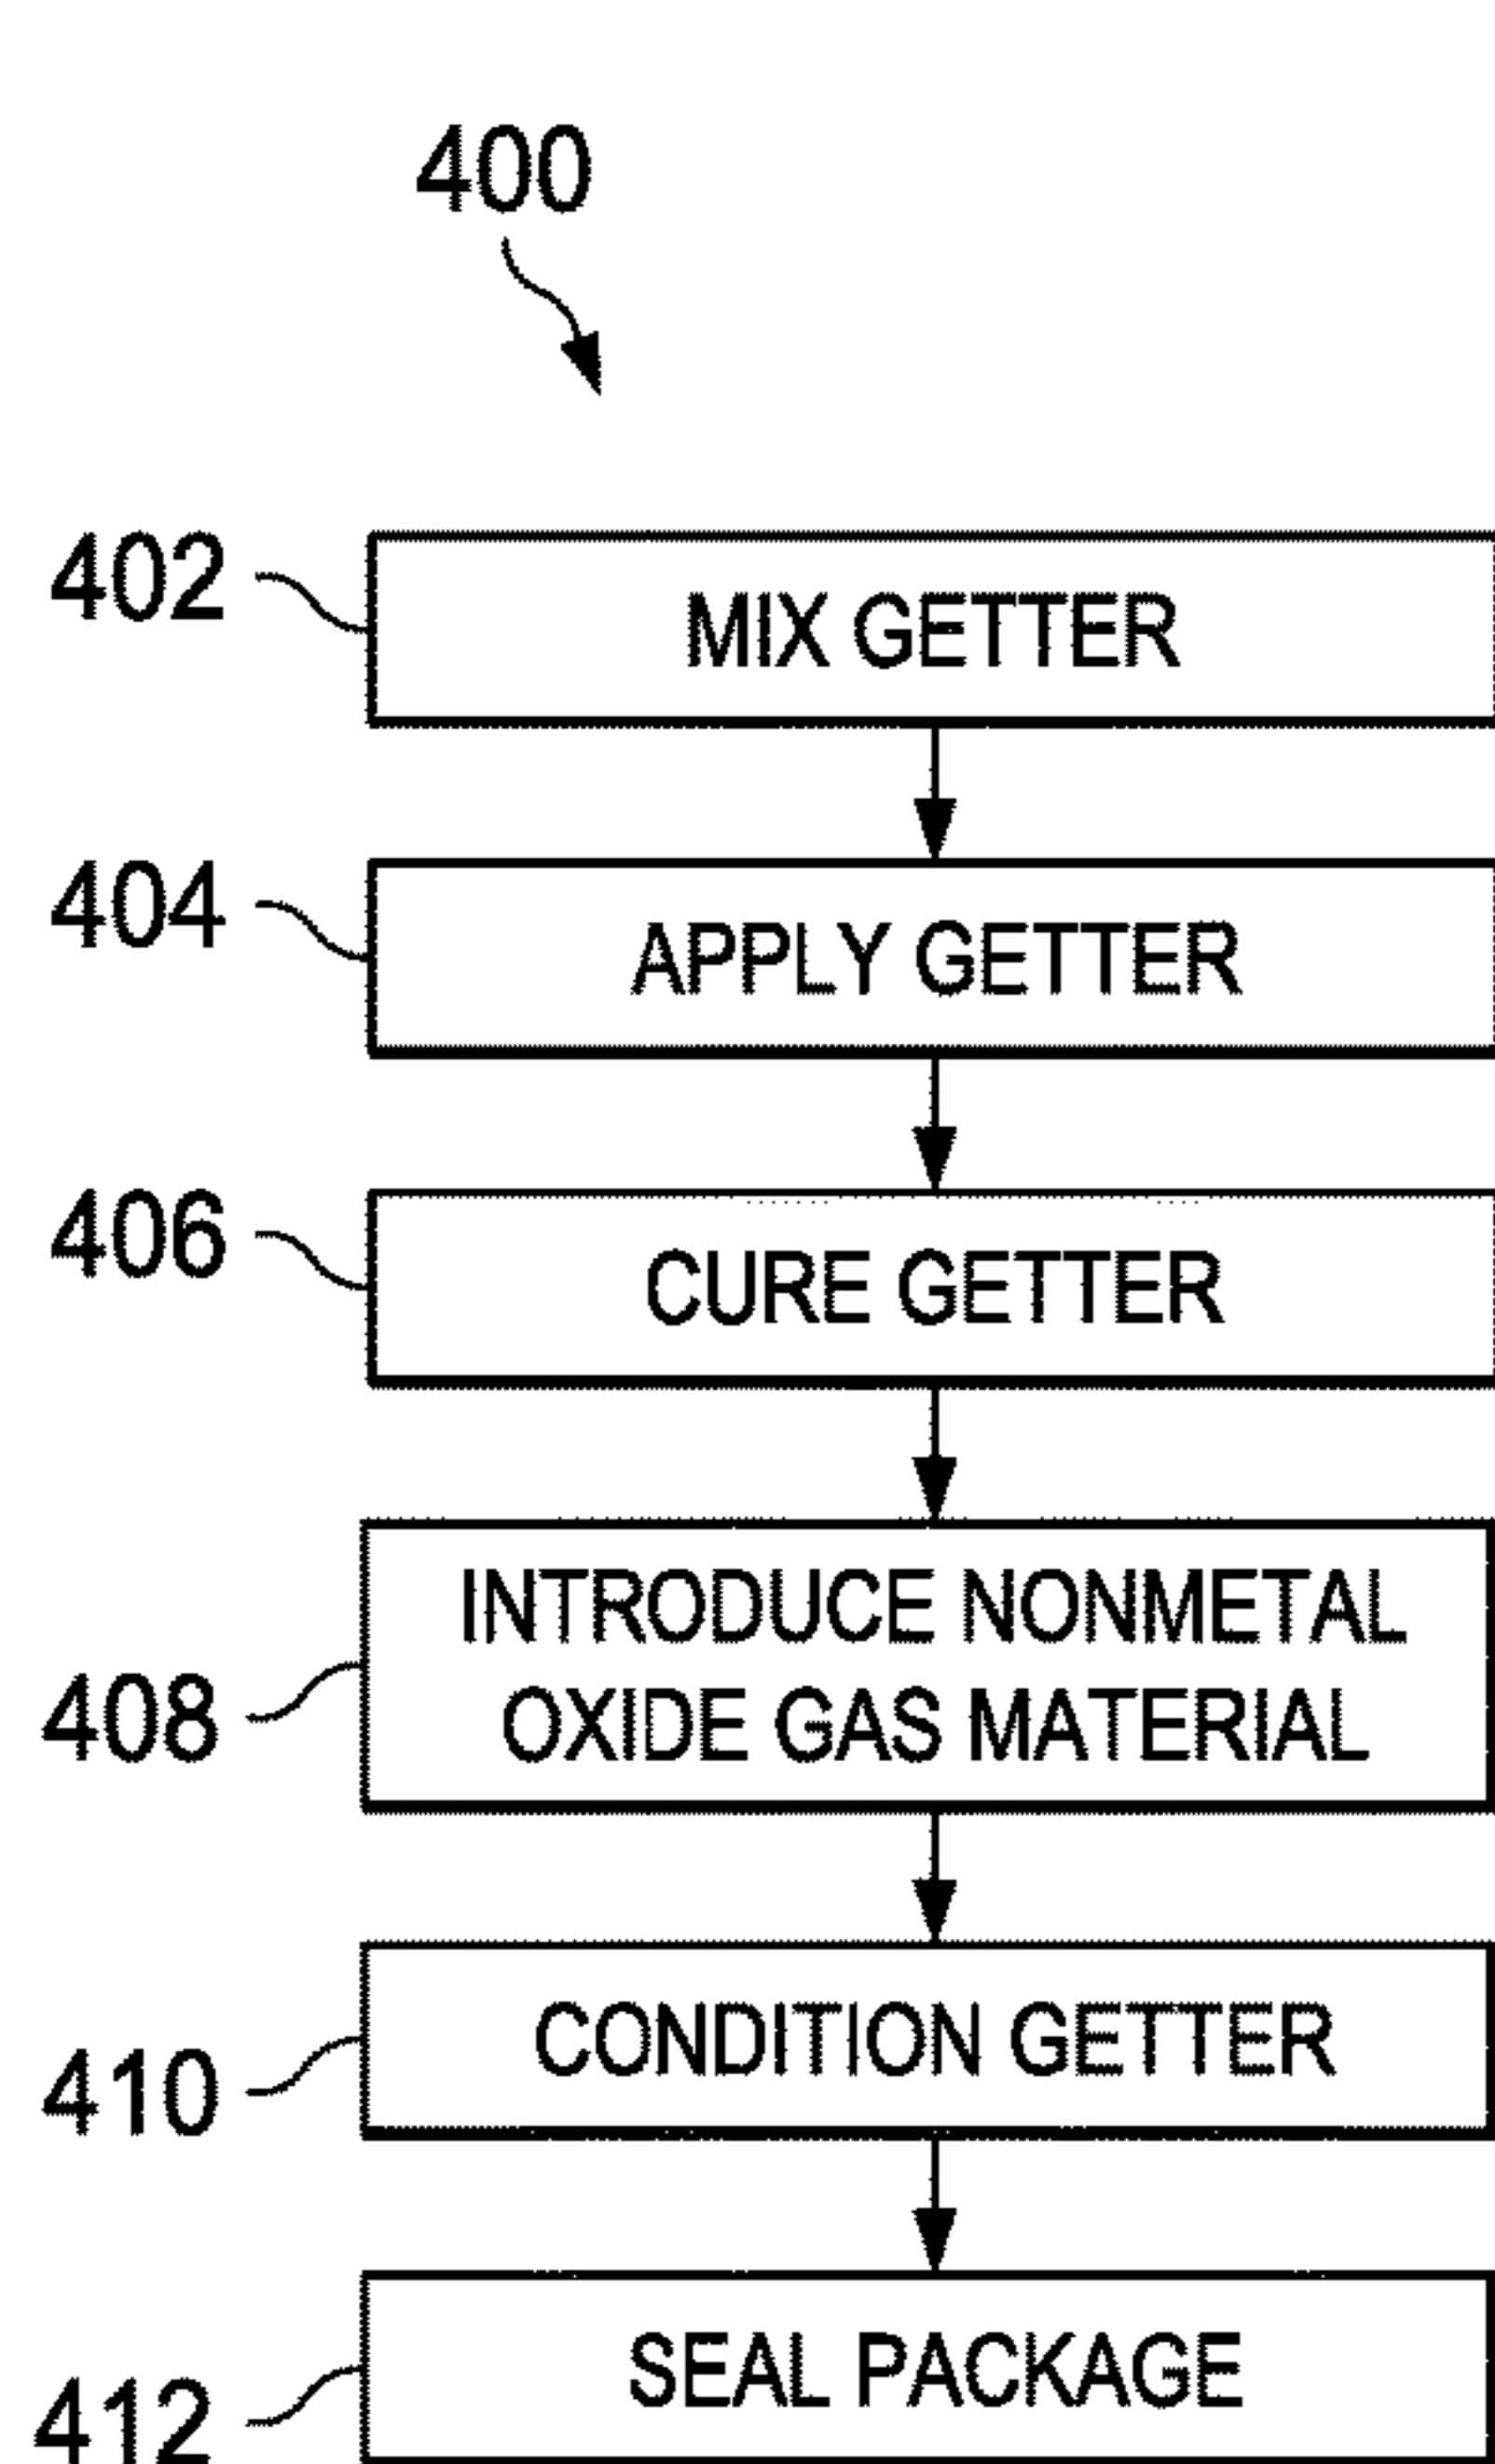 400
402
MIX GETTER
404
APPLY GETTER
406
CURE GETTER
INTRODUCE NONMETAL
408
OXIDE GAS MATERIAL
CONDITION GETTER
410
SEAL PACKAGE
412